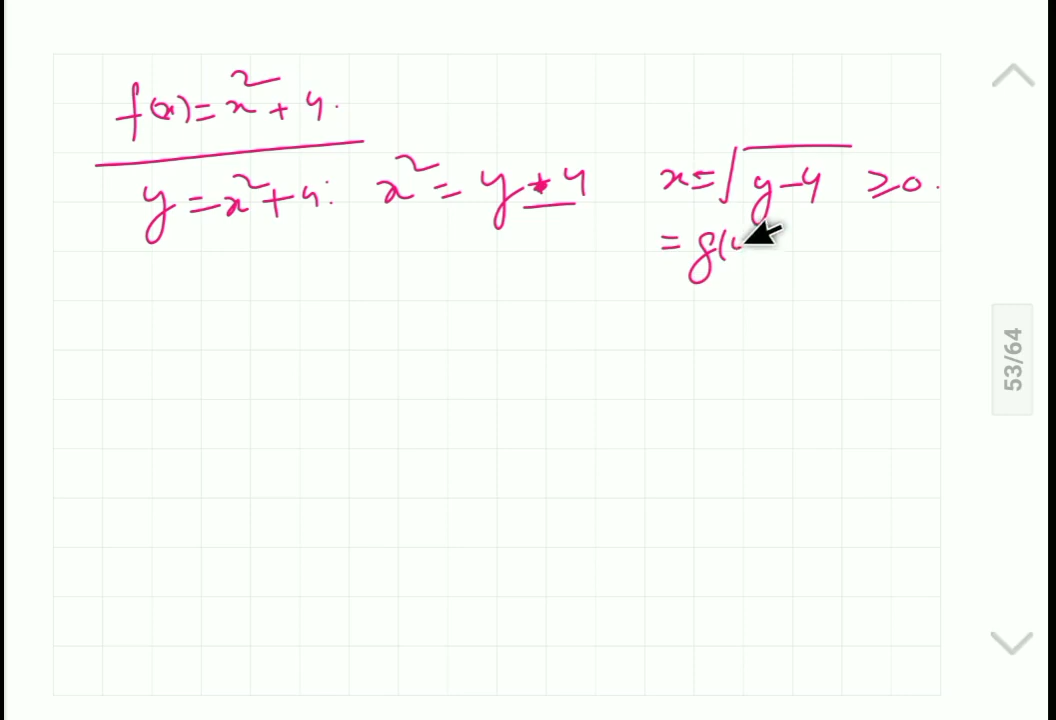 f(x) = x² + 4.
y = x² + 4. x² = y - 4 x = √(y-4) ≥ 0.
= g(
53/64